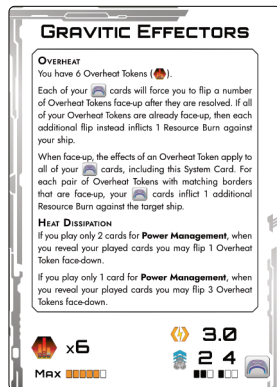 GRAVITIC EFFECTORS
OVERHEAT
You have 6 Overheat Tokens ( ).
Each of your cards will force you to flip a number
of Overheat Tokens face-up after they are resolved. If all
of your Overheat Tokens are already face-up, then each
additional flip instead inflicts 1 Resource Burn against
your ship.
When face-up, the effects of an Overheat Token apply to
all of your cards, including this System Card. For
each pair of Overheat Tokens with matching borders
that are face-up, your cards inflict 1 additional
Resource Burn against the target ship.
HEAT DISSIPATION
If you play only 2 cards for Power Management, when
you reveal your played cards you may flip 1 Overheat
Token face-down.
If you play only 1 card for Power Management, when
you reveal your played cards you may flip 3 Overheat
Tokens face-down.
x6
3.0
MAX
2 4